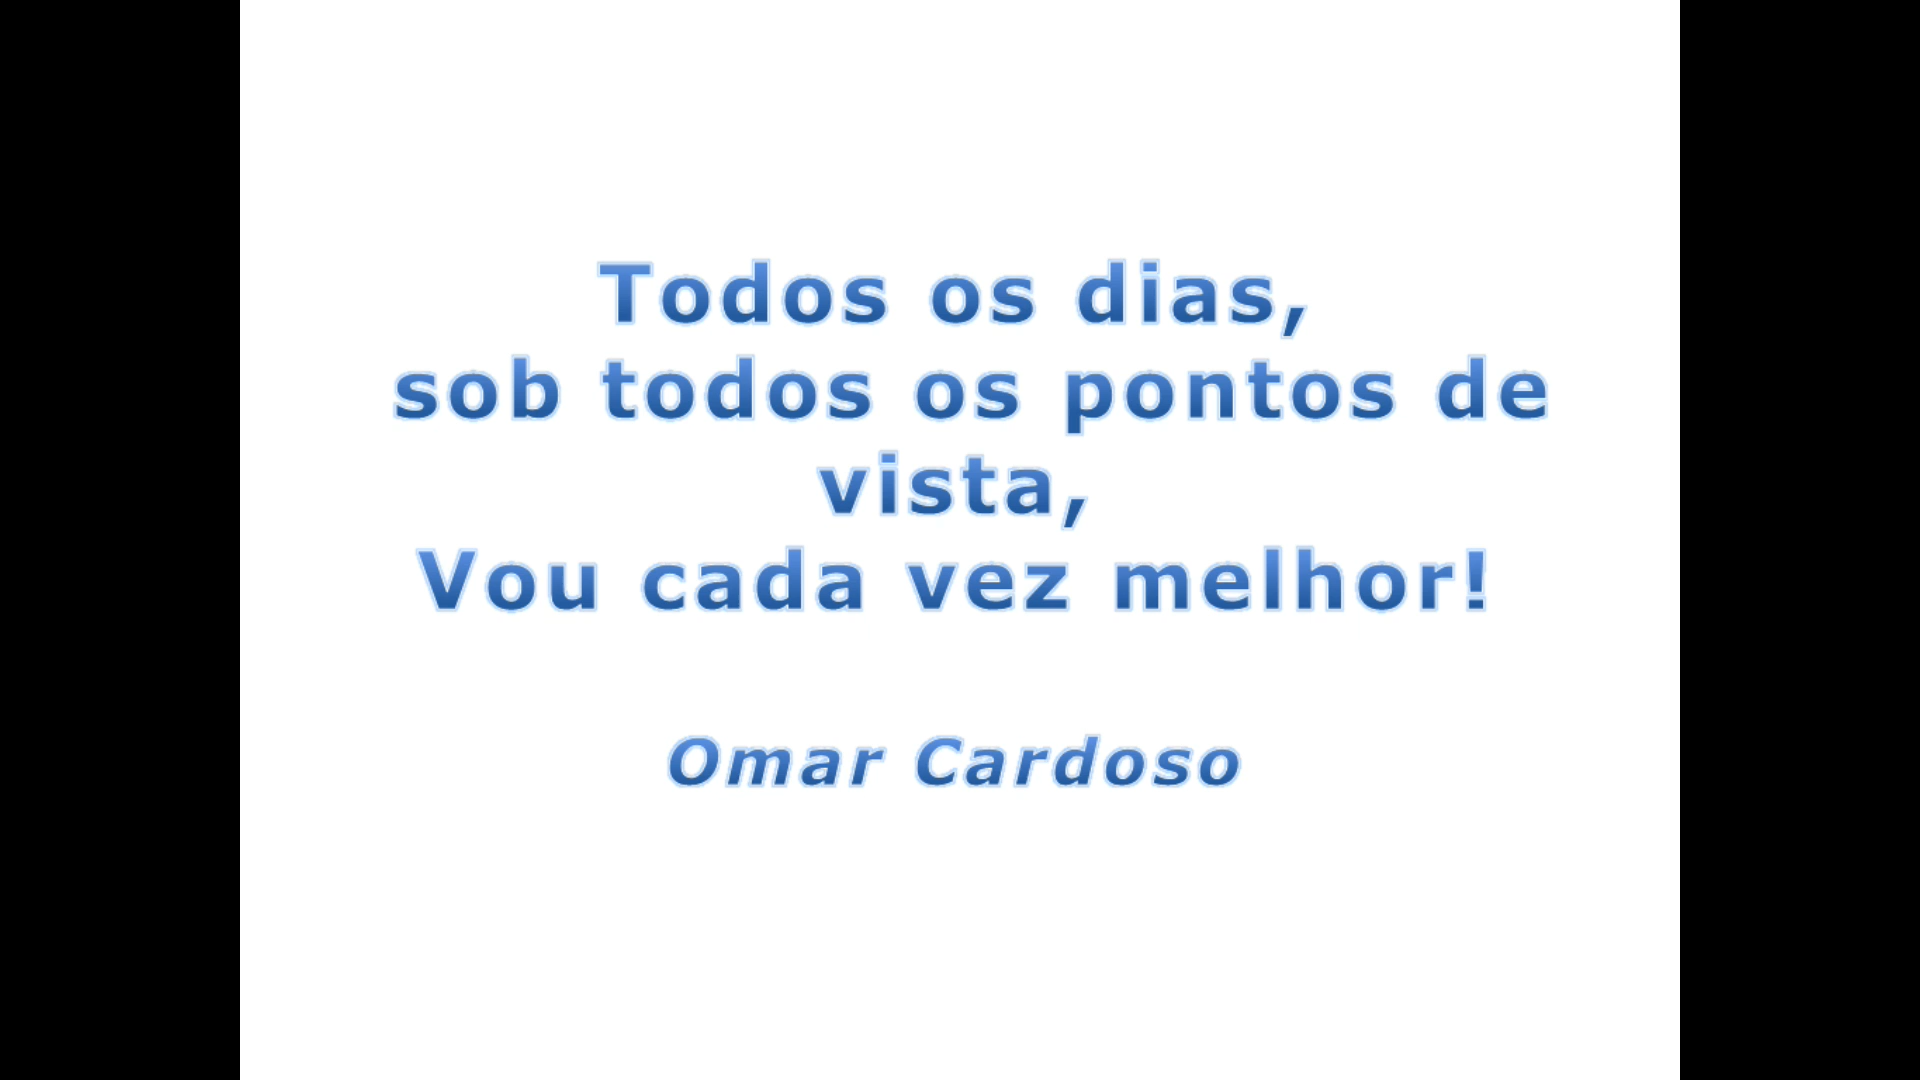 Todos os dias,
sob todos os pontos de
vista,
Vou cada vez melhor!
Omar Cardoso